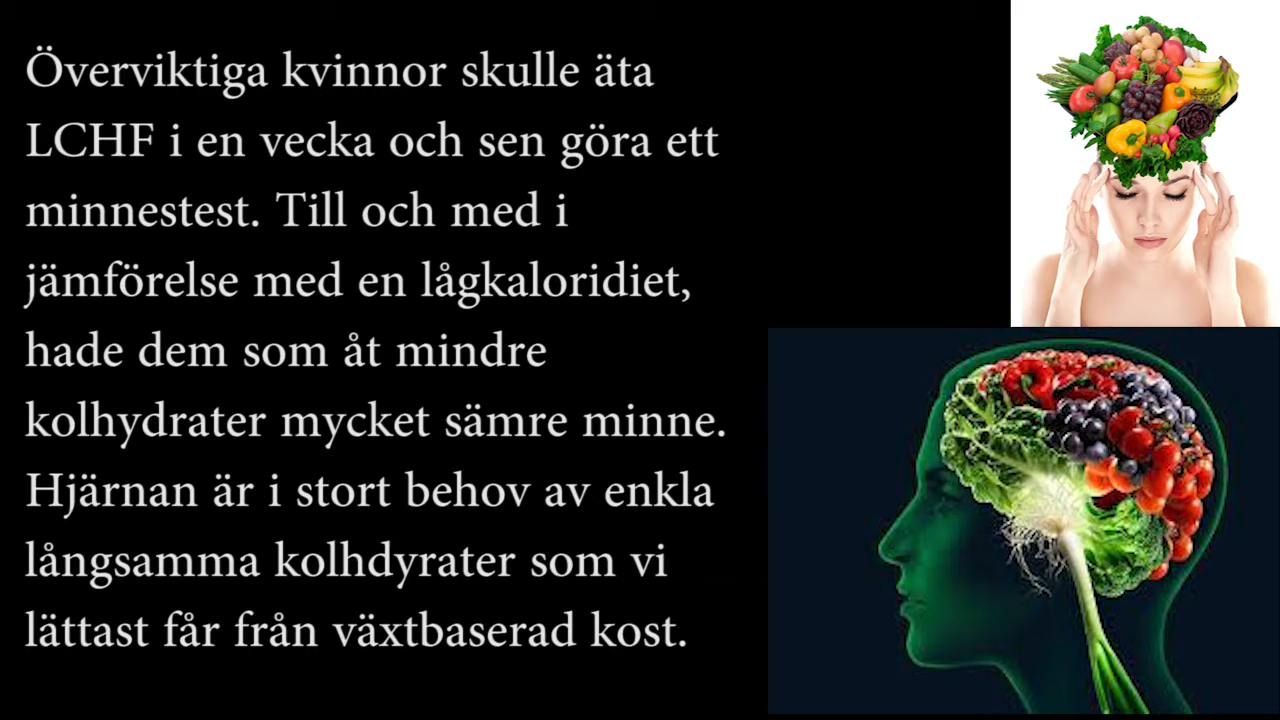 Överviktiga kvinnor skulle äta
LCHF i en vecka och sen göra ett
minnestest. Till och med i
jämförelse med en lågkaloridiet,
hade dem som åt mindre
kolhydrater mycket sämre minne.
Hjärnan är i stort behov av enkla
långsamma kolhdyrater som vi
lättast får från växtbaserad kost.